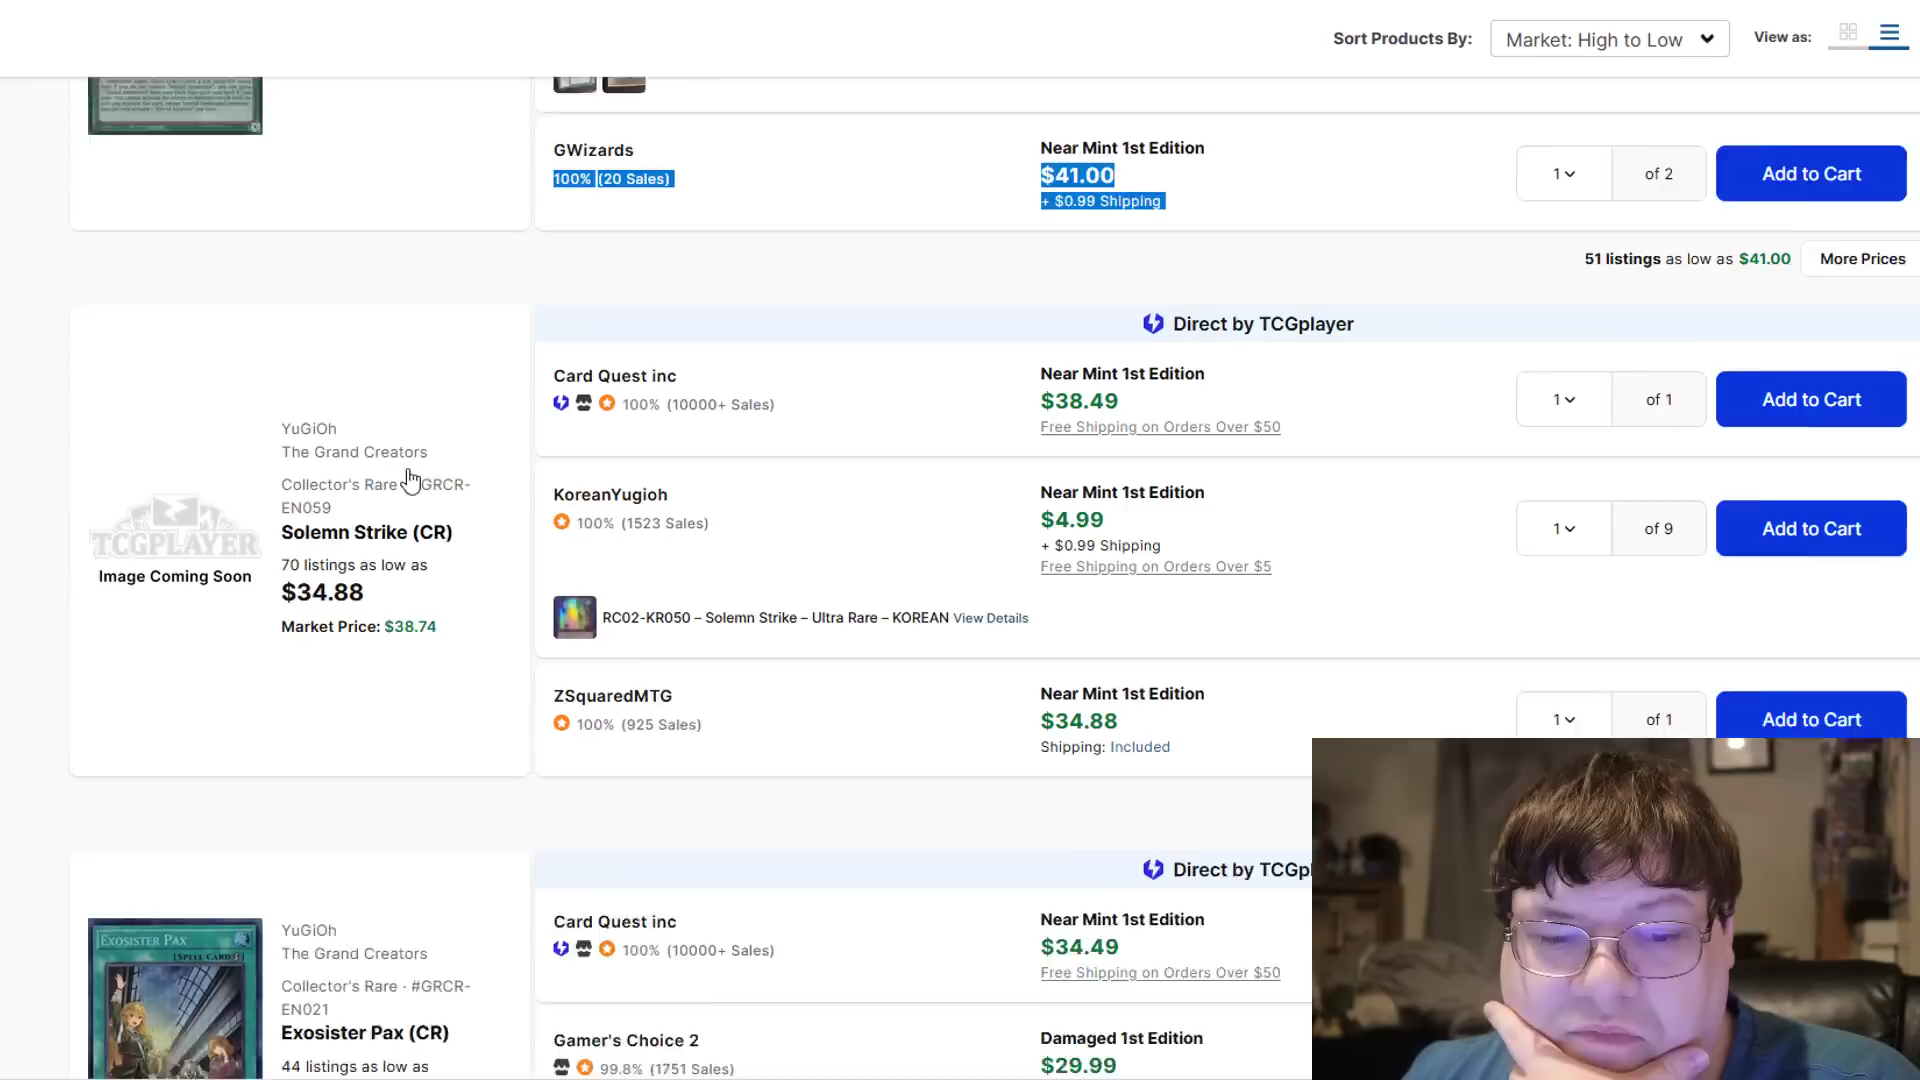 Sort Products By:
Market: High to Low
View as:
GWizards
100% (20 Sales)
Near Mint 1st Edition
$41.00
+ $0.99 Shipping
1
of 2
Add to Cart
51 listings as low as $41.00
More Prices
Direct by TCGplayer
YuGiOh
The Grand Creators
Collector's Rare
GRCR-
EN059
Solemn Strike (CR)
70 listings as low as
$34.88
Market Price: $38.74
TCGPLAYER
Image Coming Soon
Card Quest inc
100% (10000+ Sales)
Near Mint 1st Edition
$38.49
Free Shipping on Orders Over $50
1
of 1
Add to Cart
KoreanYugioh
100% (1523 Sales)
Near Mint 1st Edition
$4.99
+ $0.99 Shipping
Free Shipping on Orders Over $5
1
of 9
Add to Cart
RC02-KR050 – Solemn Strike – Ultra Rare – KOREAN View Details
ZSquaredMTG
100% (925 Sales)
Near Mint 1st Edition
$34.88
Shipping: Included
1
of 1
Add to Cart
Direct by TCGpl
EXOSISTER PAX
[SPELL CARD]
YuGiOh
The Grand Creators
Collector's Rare · #GRCR-
EN021
Exosister Pax (CR)
44 listings as low as
Card Quest inc
100% (10000+ Sales)
Near Mint 1st Edition
$34.49
Free Shipping on Orders Over $50
Gamer's Choice 2
99.8% (1751 Sales)
Damaged 1st Edition
$29.99